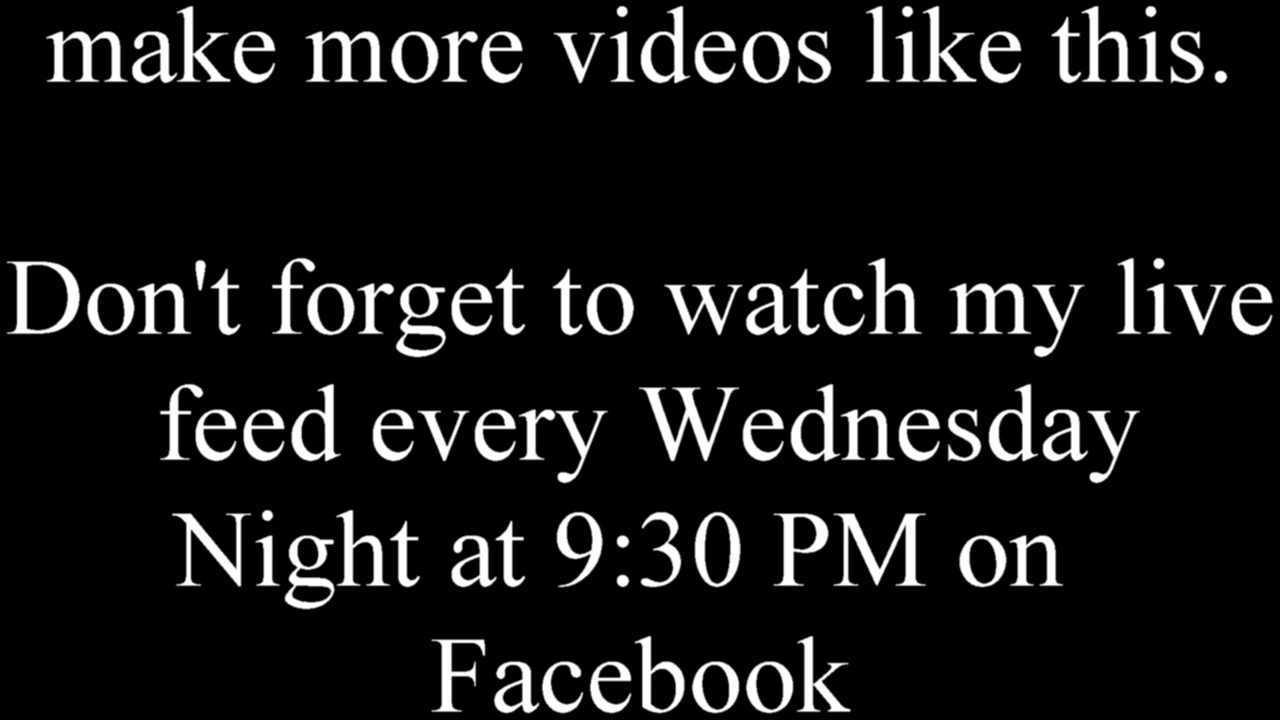 make more videos like this.
Don't forget to watch my live
feed every Wednesday
Night at 9:30 PM on
Facebook